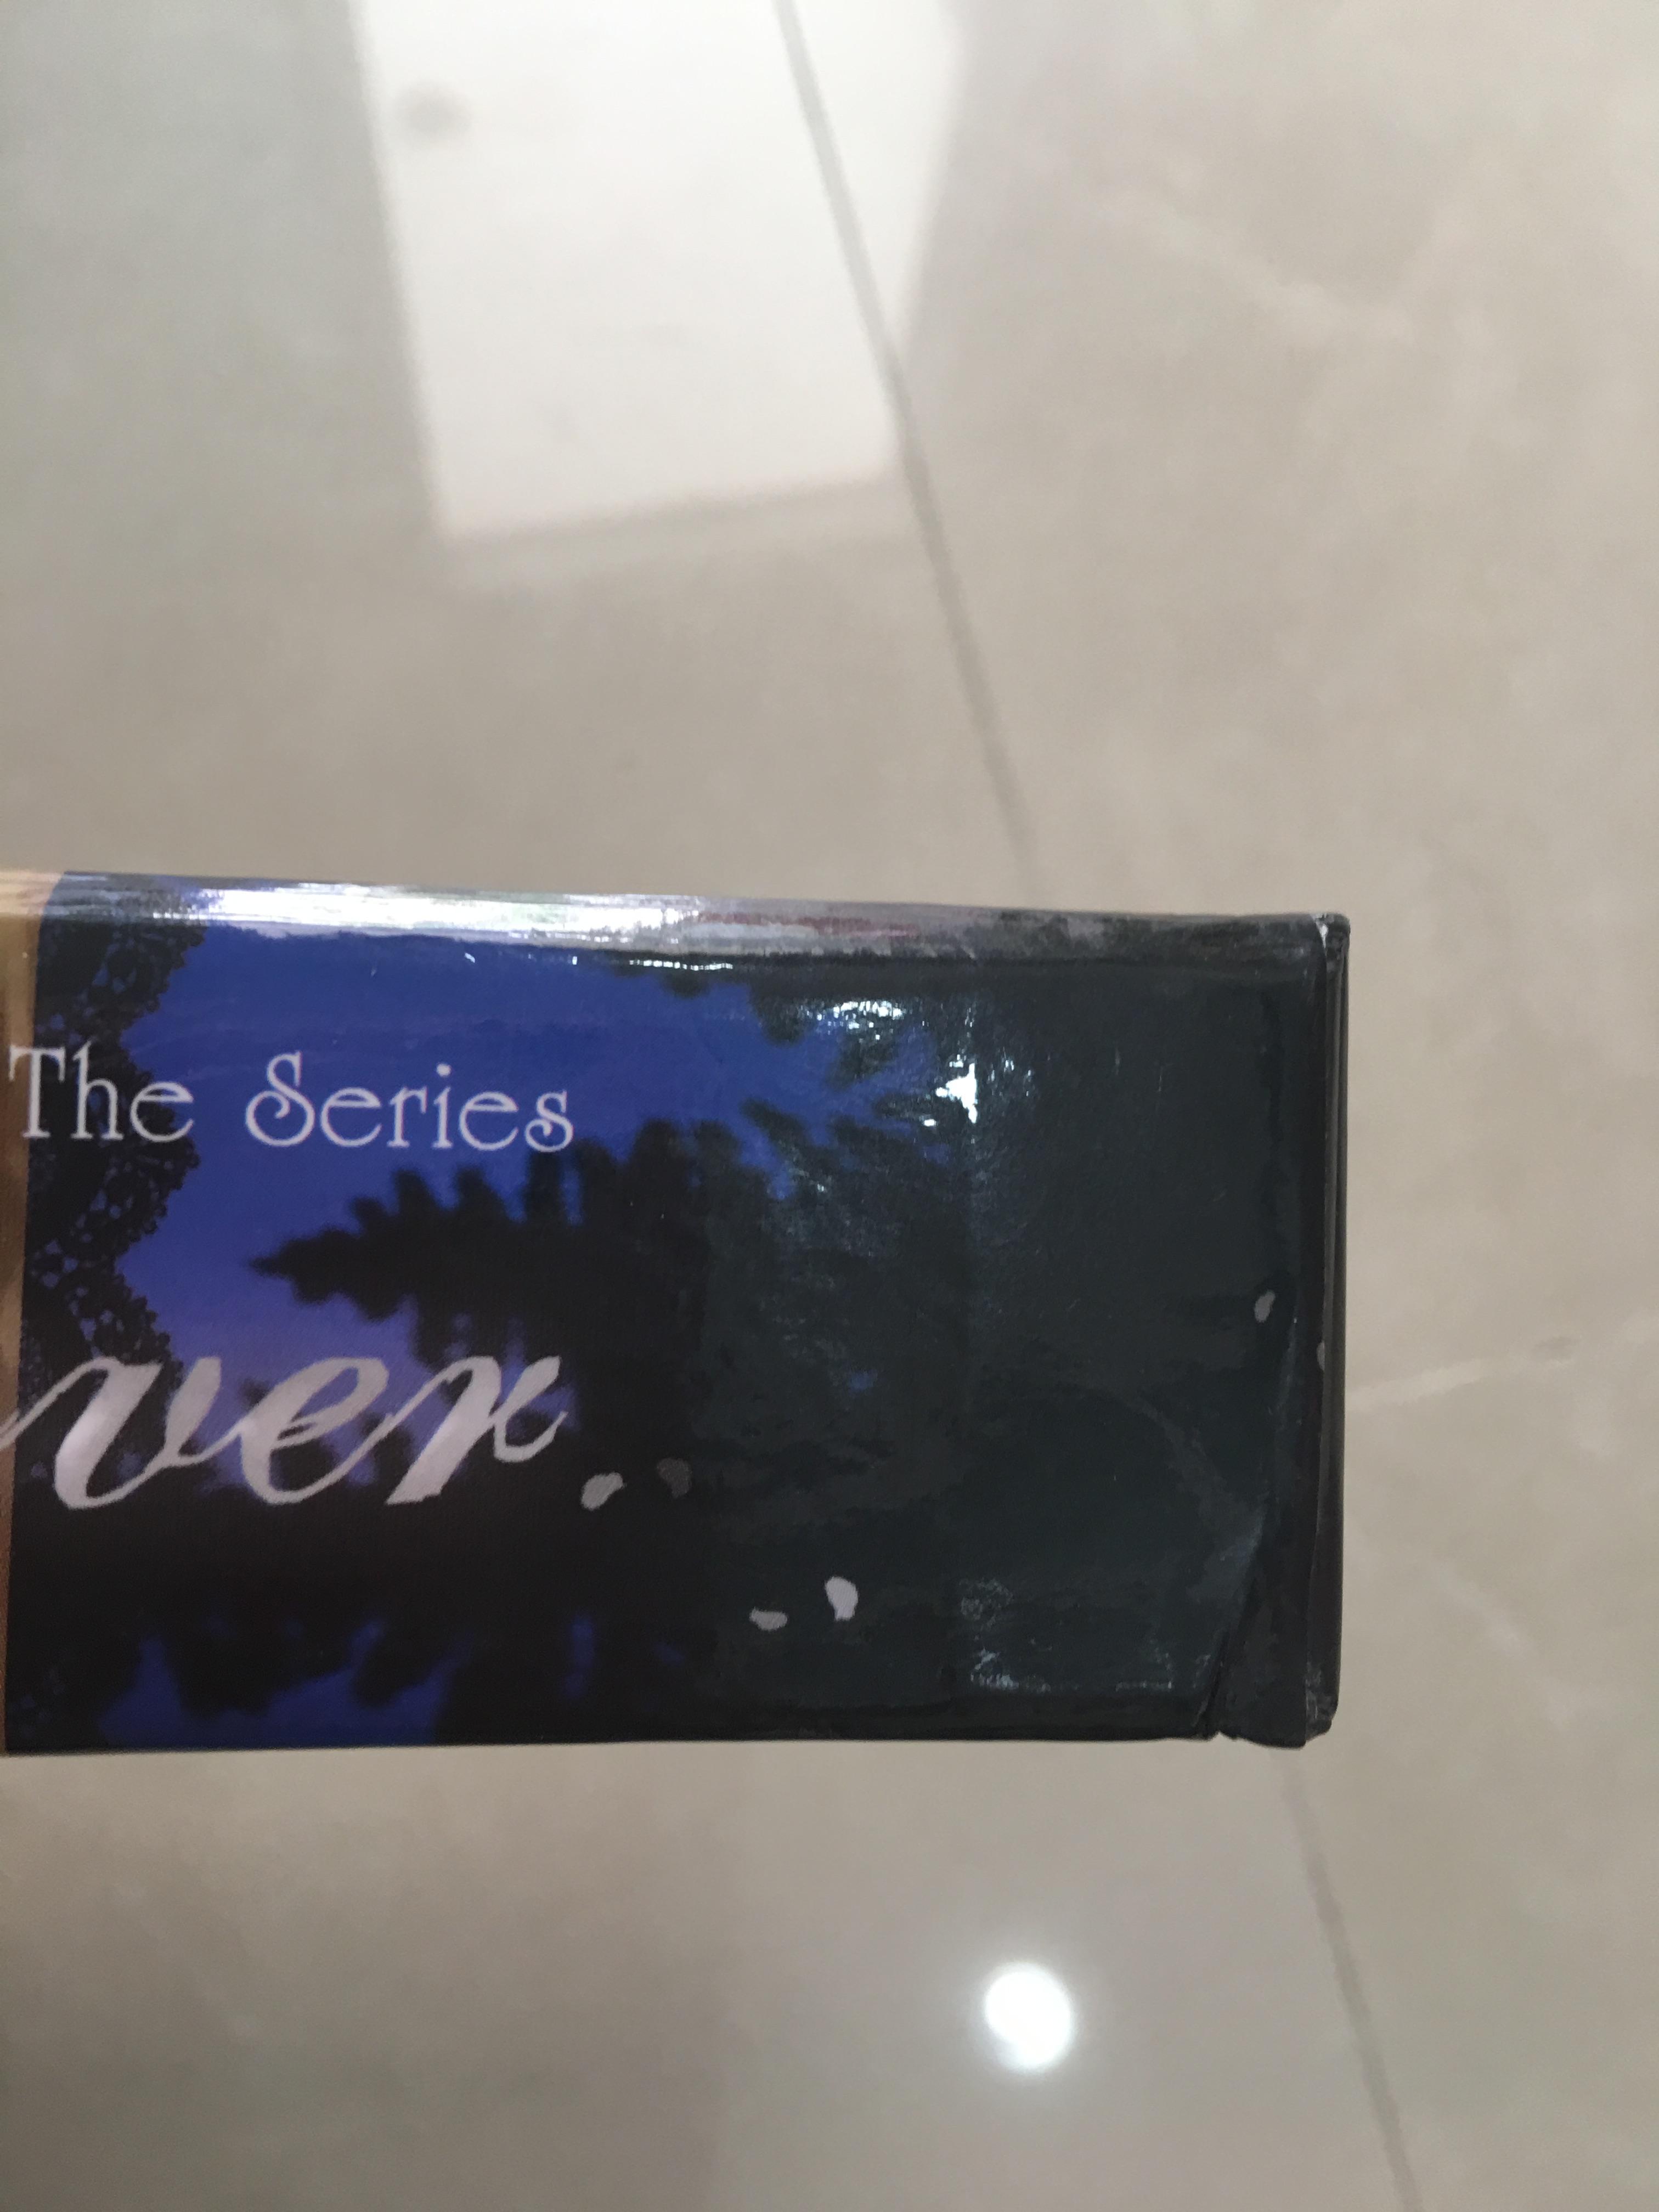 The Series
ver...